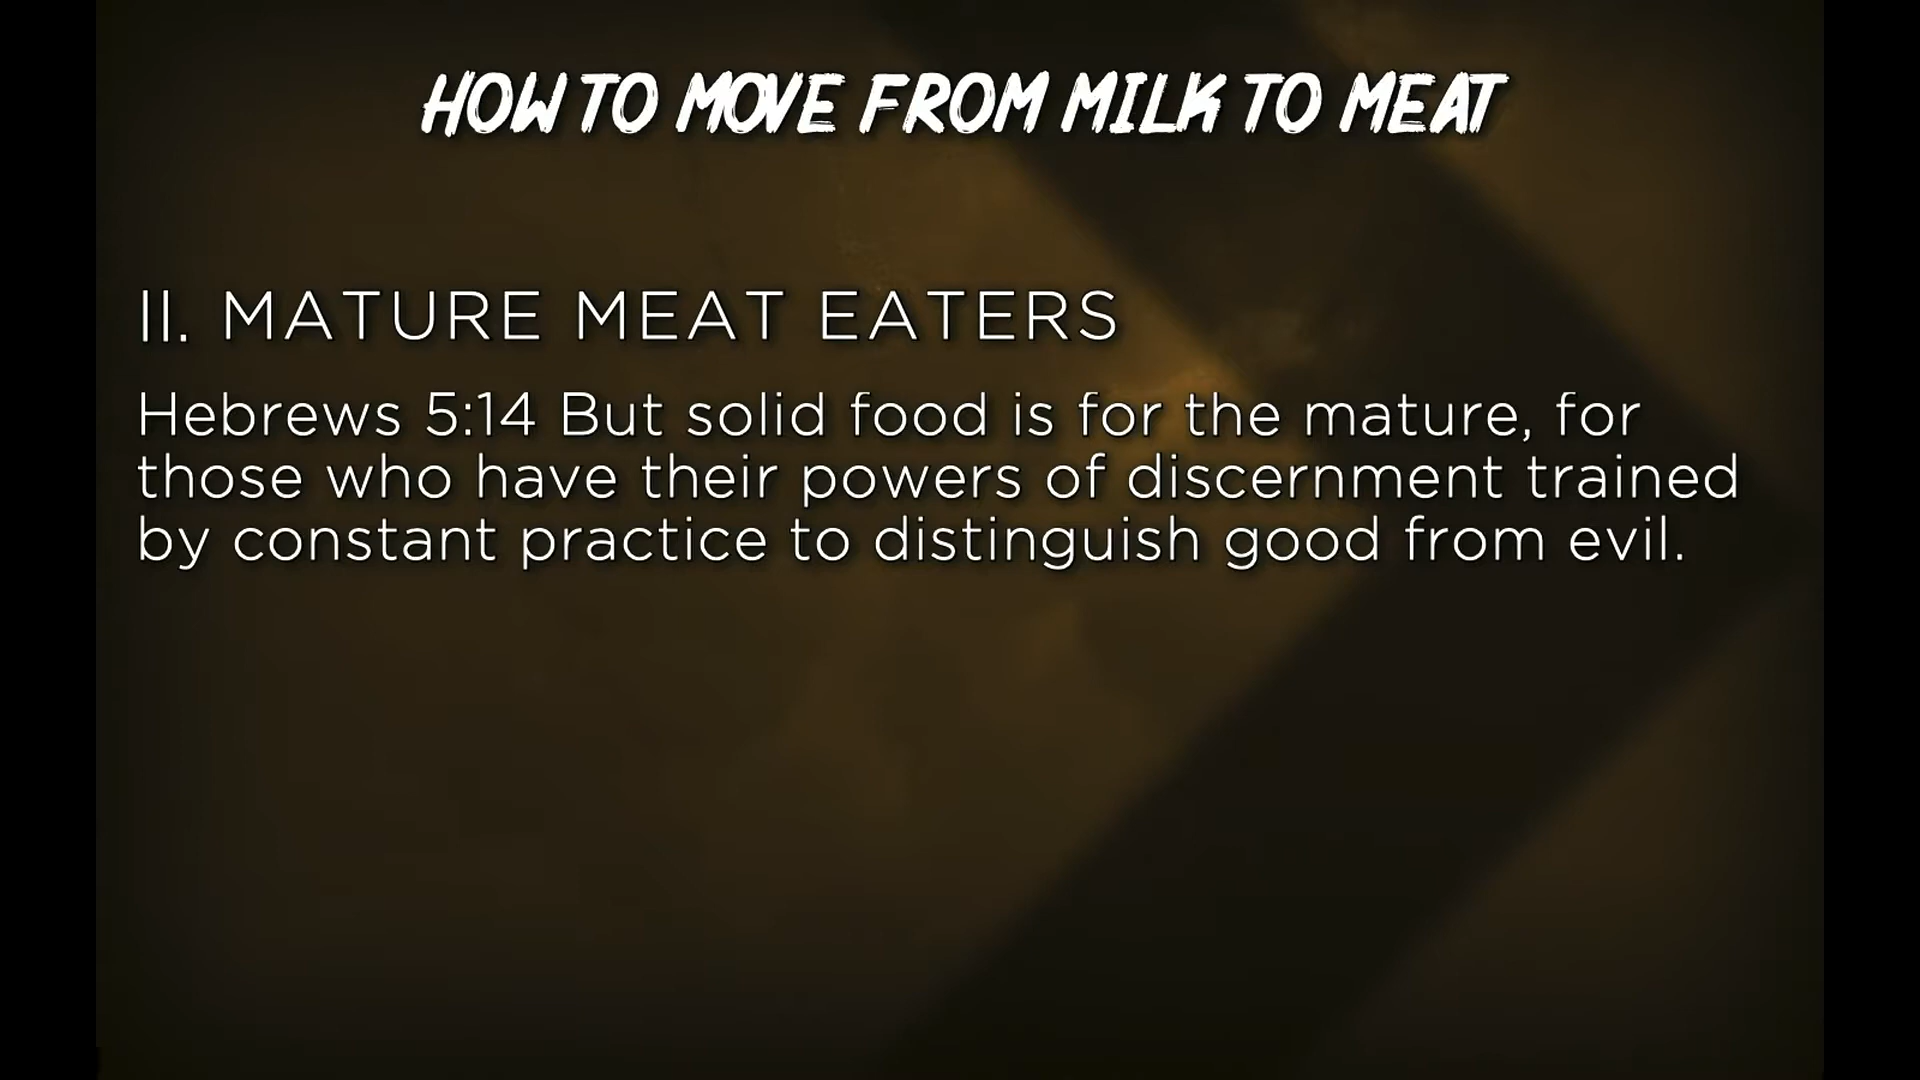 HOW TO MOVE FROM MILK TO MEAT
II. MATURE MEAT EATERS
Hebrews 5:14 But solid food is for the mature, for
those who have their powers of discernment trained
by constant practice to distinguish good from evil.